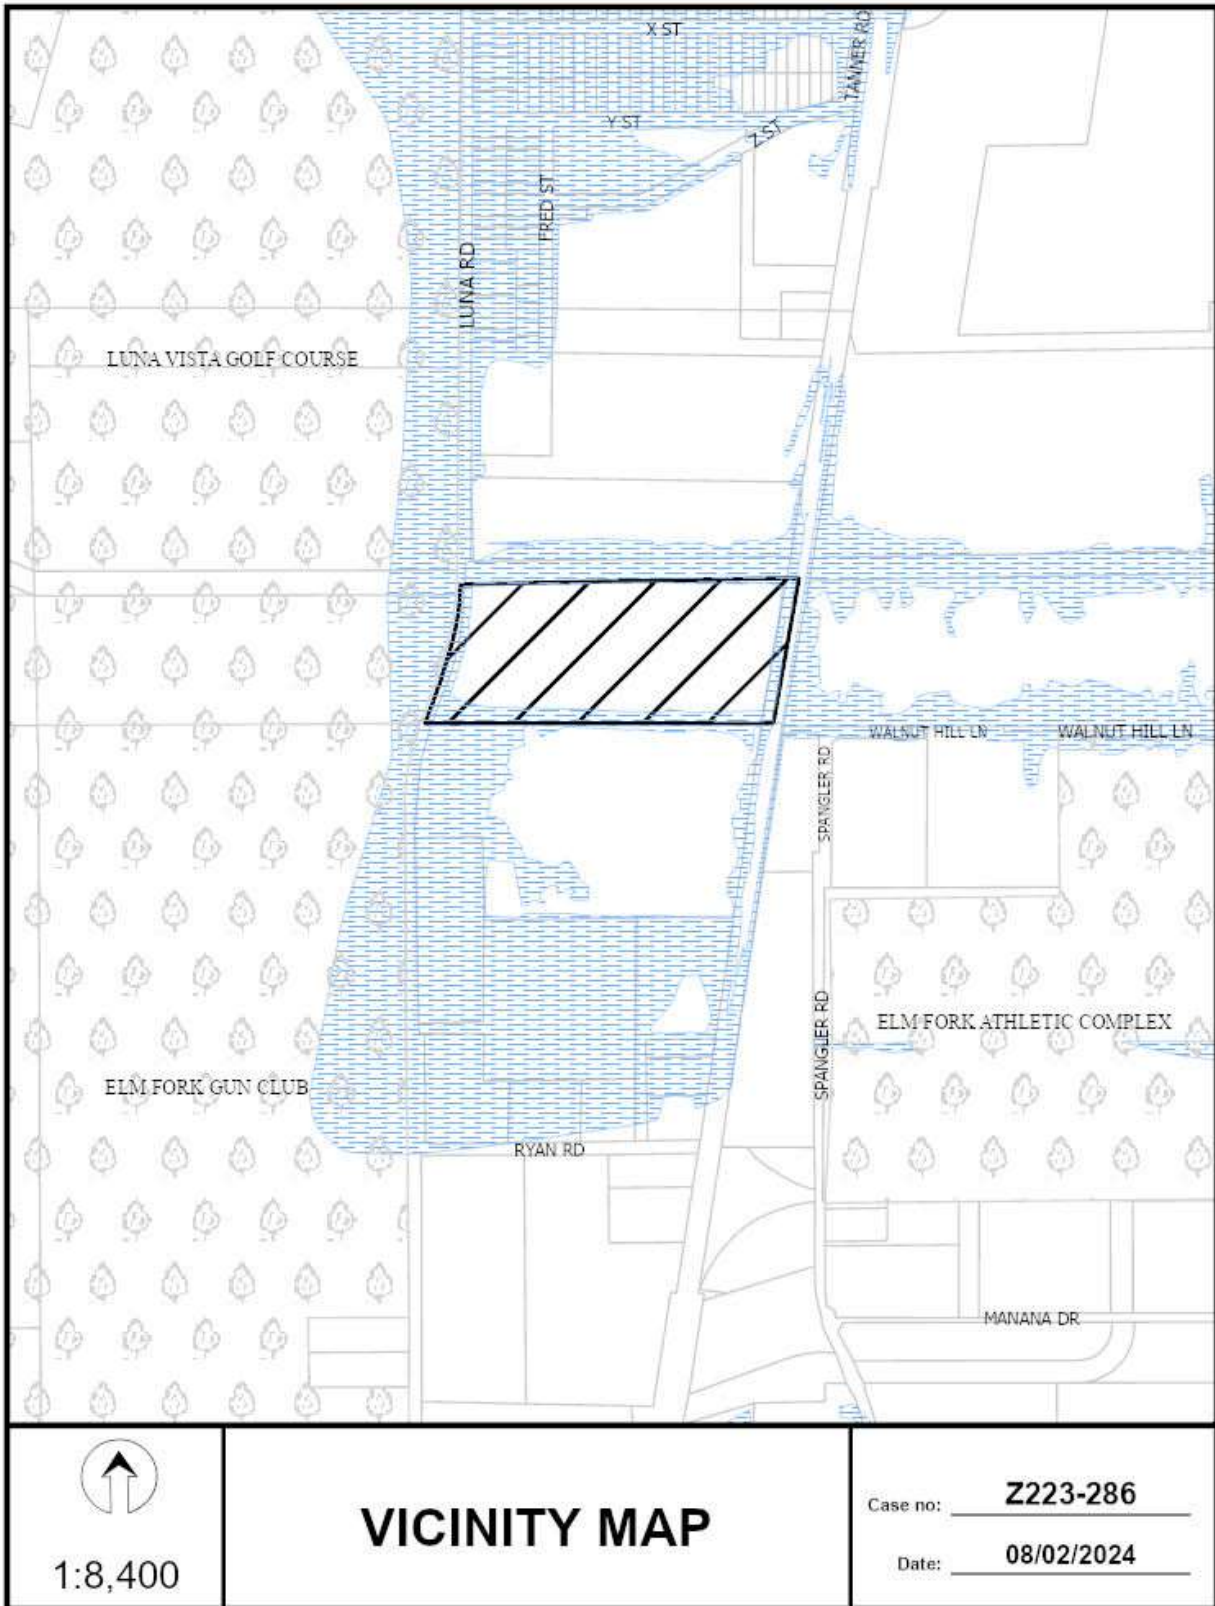 X ST
TANNER RD
Y ST
Z ST
FRED ST
LUNA RD
LUNA VISTA GOLF COURSE
WALNUT HILL LN
WALNUT HILL LN
SPANGLER RD
SPANGLER RD
ELM FORK ATHLETIC COMPLEX
ELM FORK GUN CLUB
RYAN RD
MANANA DR
1:8,400
VICINITY MAP
Case no: Z223-286
Date: 08/02/2024